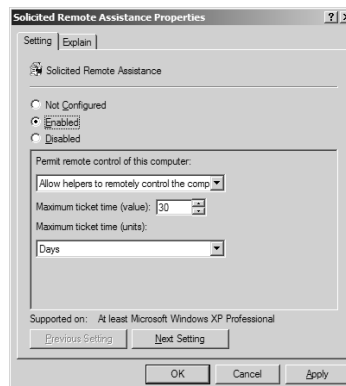 Solicited Remote Assistance Properties
Setting Explain
Solicited Remote Assistance
Not Configured
Enabled
Disabled
Permit remote control of this computer:
Allow helpers to remotely control the comp
Maximum ticket time (value): 30
Maximum ticket time (units):
Days
Supported on: At least Microsoft Windows XP Professional
Previous Setting Next Setting
OK Cancel Apply